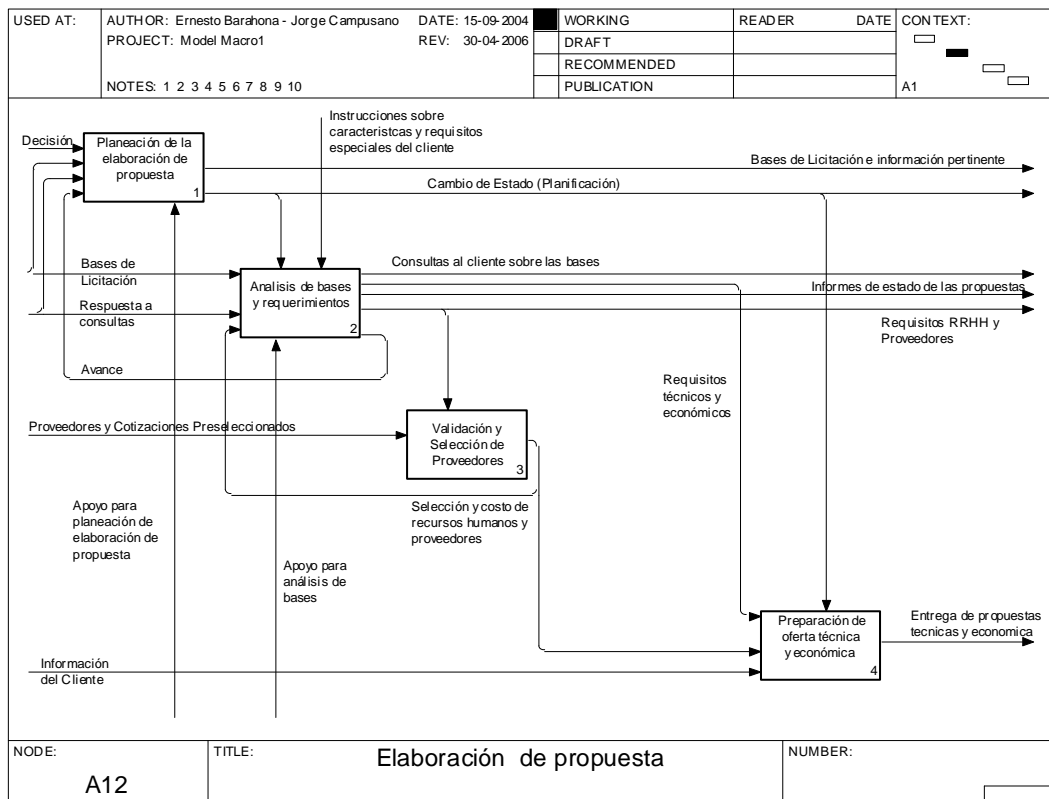 USED AT:
AUTHOR: Ernesto Barahona - Jorge Campusano
DATE: 15-09-2004
PROJECT: Model Macro1
REV: 30-04-2006
NOTES: 1 2 3 4 5 6 7 8 9 10
WORKING
DRAFT
RECOMMENDED
PUBLICATION
READER
DATE
CONTEXT:
A1
Decisión
Planeación de la
elaboración de
propuesta
1
Instrucciones sobre
caracteristcas y requisitos
especiales del cliente
Bases de Licitación e información pertinente
Cambio de Estado (Planificación)
Bases de
Licitación
Respuesta a
consultas
Avance
Analisis de bases
y requerimientos
2
Consultas al cliente sobre las bases
Informes de estado de las propuestas
Requisitos RRHH y
Proveedores
Requisitos
técnicos y
económicos
Proveedores y Cotizaciones Preseleccionados
Validación y
Selección de
Proveedores
3
Selección y costo de
recursos humanos y
proveedores
Apoyo para
planeación de
elaboración de
propuesta
Apoyo para
análisis de
bases
Preparación de
oferta técnica
y económica
4
Entrega de propuestas
tecnicas y economica
Información
del Cliente
NODE:
A12
TITLE:
Elaboración de propuesta
NUMBER: